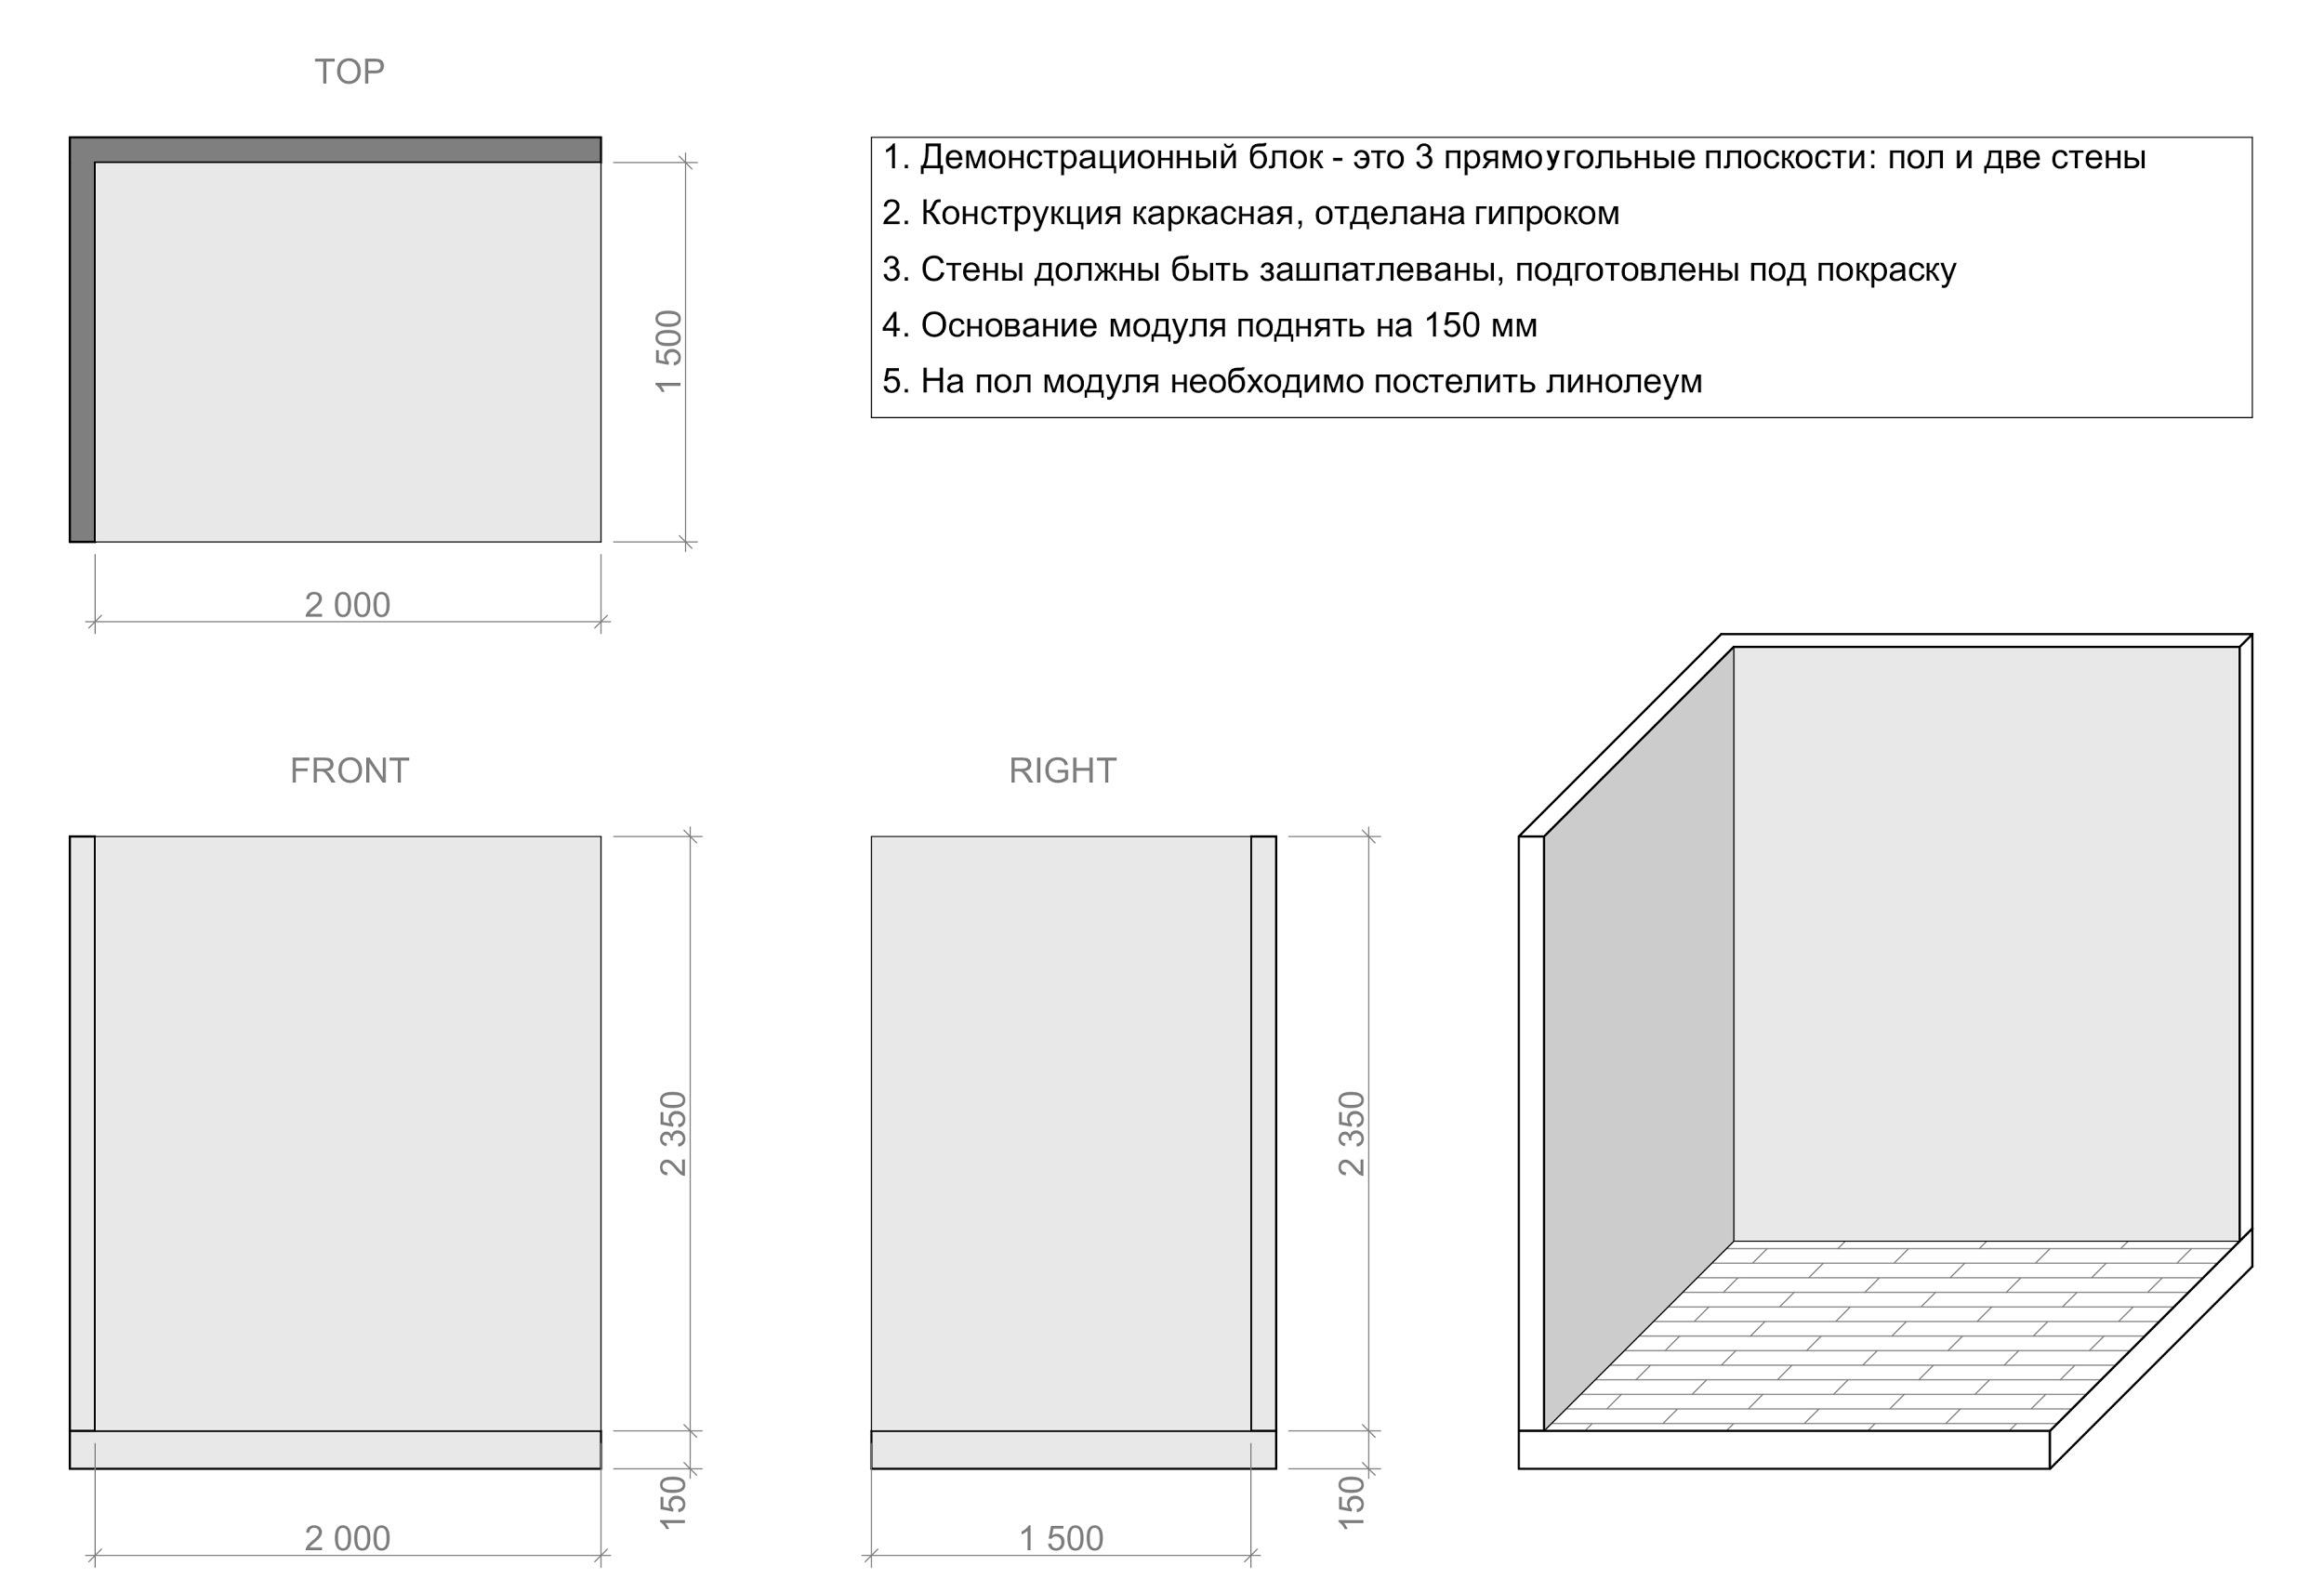 TOP
1. Демонстрационный блок - это 3 прямоугольные плоскости: пол и две стены
2. Конструкция каркасная, отделана гипроком
3. Стены должны быть зашпатлеваны, подготовлены под покраску
4. Основание модуля поднять на 150 мм
5. На пол модуля необходимо постелить линолеум
1 500
2 000
FRONT
2 350
150
2 000
RIGHT
2 350
150
1 500